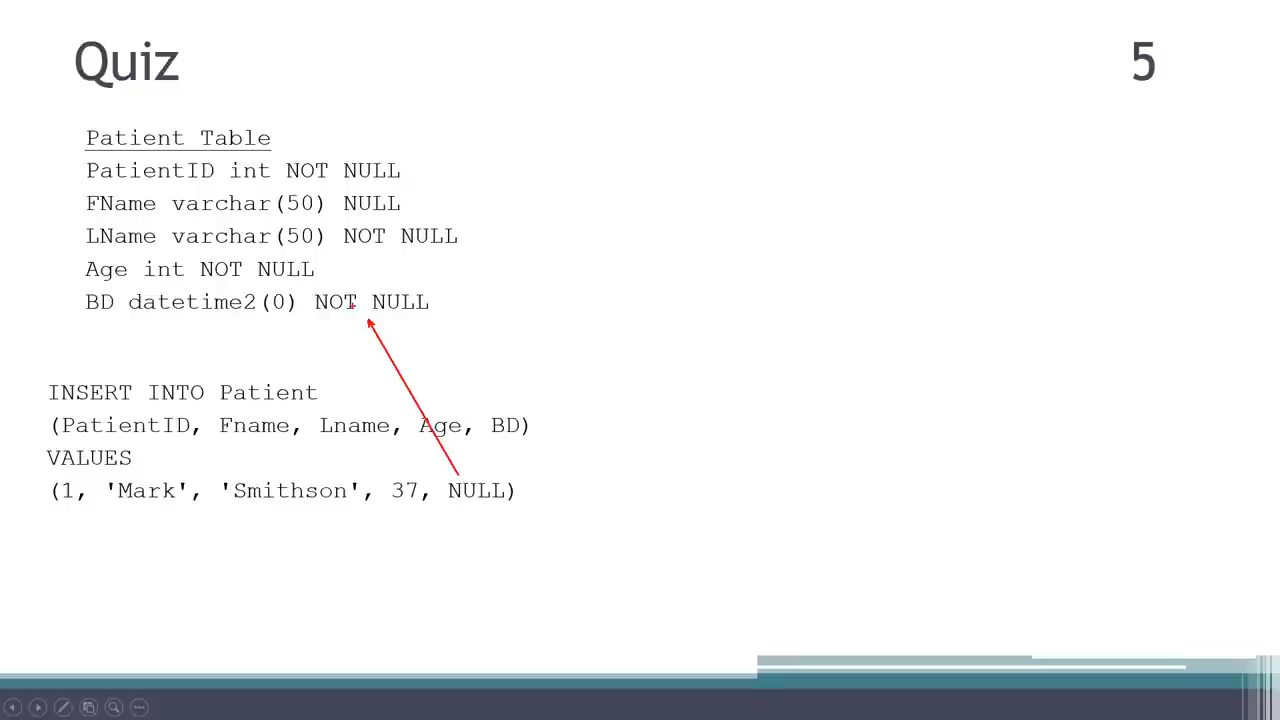 Quiz
5
Patient Table
PatientID int NOT NULL
FName varchar(50) NULL
LName varchar(50) NOT NULL
Age int NOT NULL
BD datetime2(0) NOT NULL
INSERT INTO Patient
(PatientID, Fname, Lname, Age, BD)
VALUES
(1, 'Mark', 'Smithson', 37, NULL)